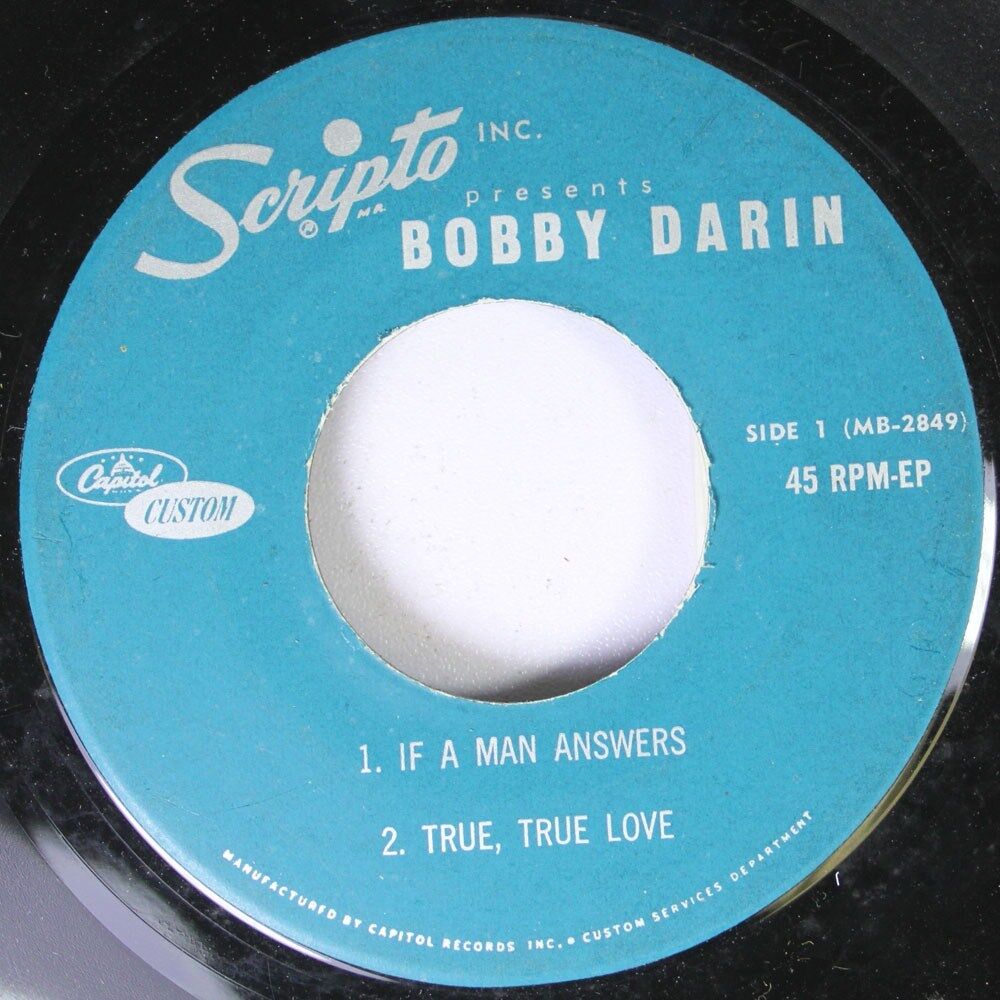 Scripto INC.
® MR.
presents
BOBBY DARIN
SIDE 1 (MB-2849)
45 RPM-EP
Capitol
CUSTOM
1. IF A MAN ANSWERS
2. TRUE, TRUE LOVE
MANUFACTURED BY CAPITOL RECORDS INC. • CUSTOM SERVICES DEPARTMENT